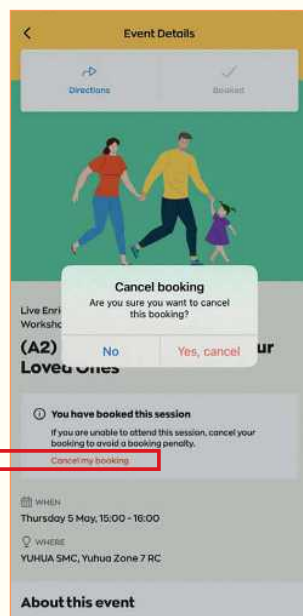 Event Details
Directions
Booked
Cancel booking
Are you sure you want to cancel
this booking?
No
Yes, cancel
Live Enri
Worksho
(A2)
ur
Loved Ones
You have booked this session
If you are unable to attend this session, cancel your
booking to avoid a booking penalty.
Cancel my booking
WHEN
Thursday 5 May, 15:00 - 16:00
WHERE
YUHUA SMC, Yuhua Zone 7 RC
About this event